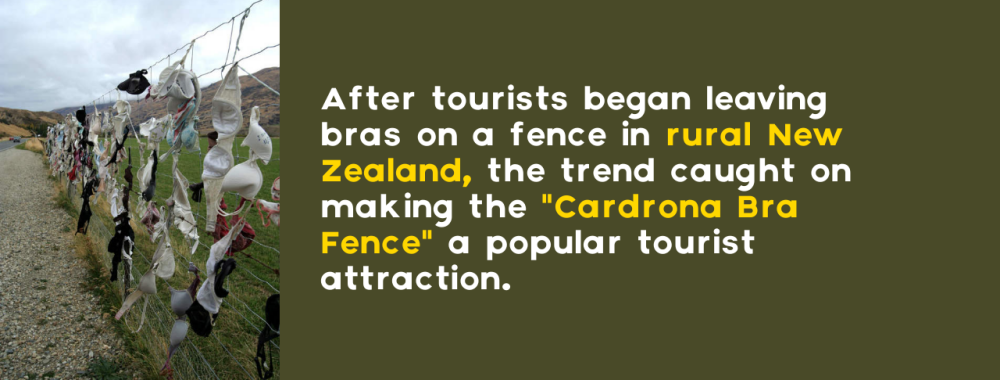 After tourists began leaving
bras on a fence in rural New
Zealand, the trend caught on
making the "Cardrona Bra
Fence" a popular tourist
attraction.